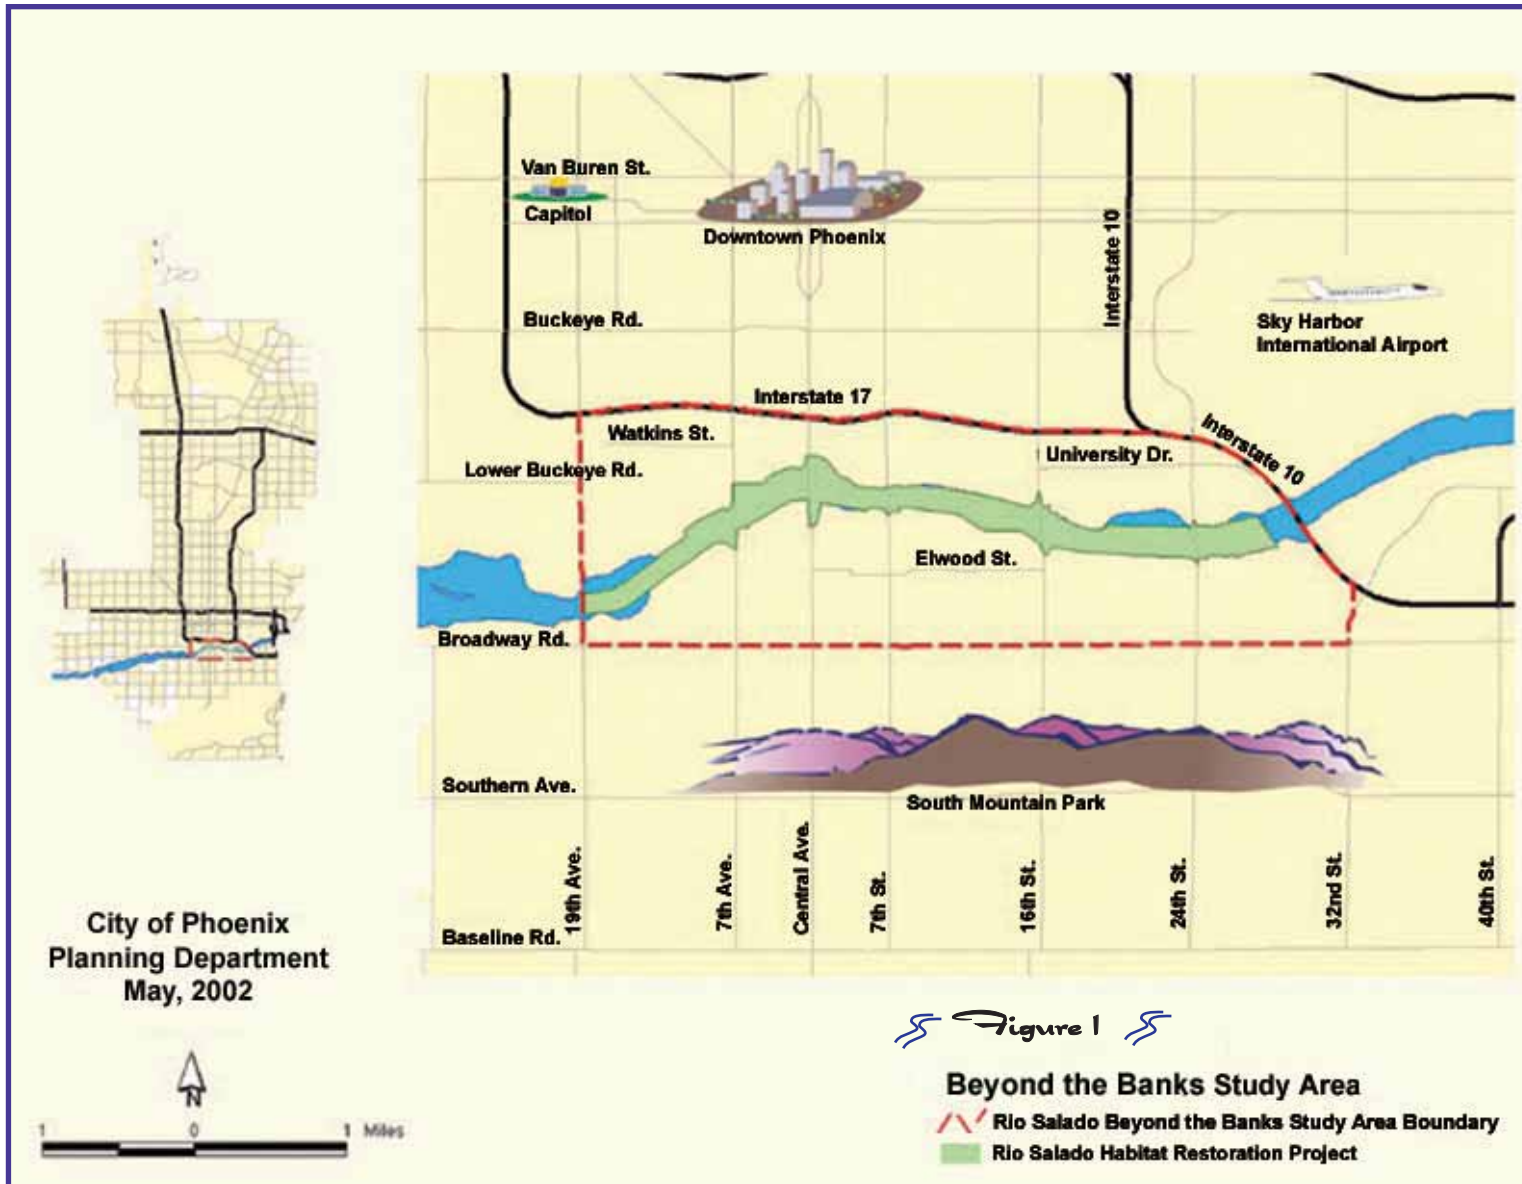 Van Buren St.
Capitol
Downtown Phoenix
Interstate 10
Buckeye Rd.
Sky Harbor
International Airport
Interstate 17
Watkins St.
Interstate 10
University Dr.
Lower Buckeye Rd.
Elwood St.
Broadway Rd.
Southern Ave.
South Mountain Park
19th Ave.
7th Ave.
Central Ave.
7th St.
16th St.
24th St.
32nd St.
40th St.
Baseline Rd.
City of Phoenix
Planning Department
May, 2002
N
1 0 1 Miles
Figure 1
Beyond the Banks Study Area
Rio Salado Beyond the Banks Study Area Boundary
Rio Salado Habitat Restoration Project